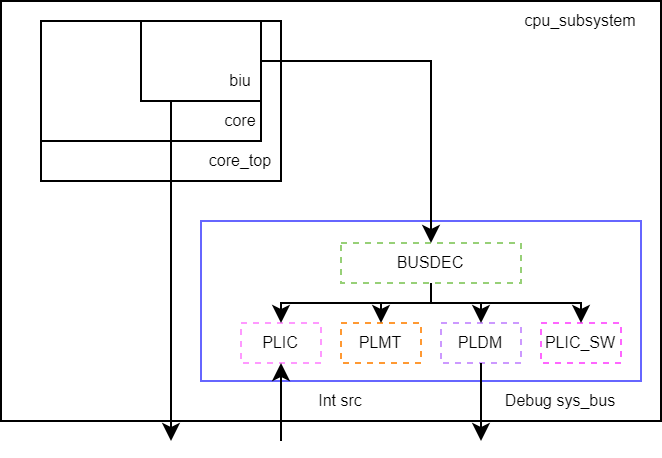 cpu_subsystem
biu
core
core_top
BUSDEC
PLIC
PLMT
PLDM
PLIC_SW
Int src
Debug sys_bus